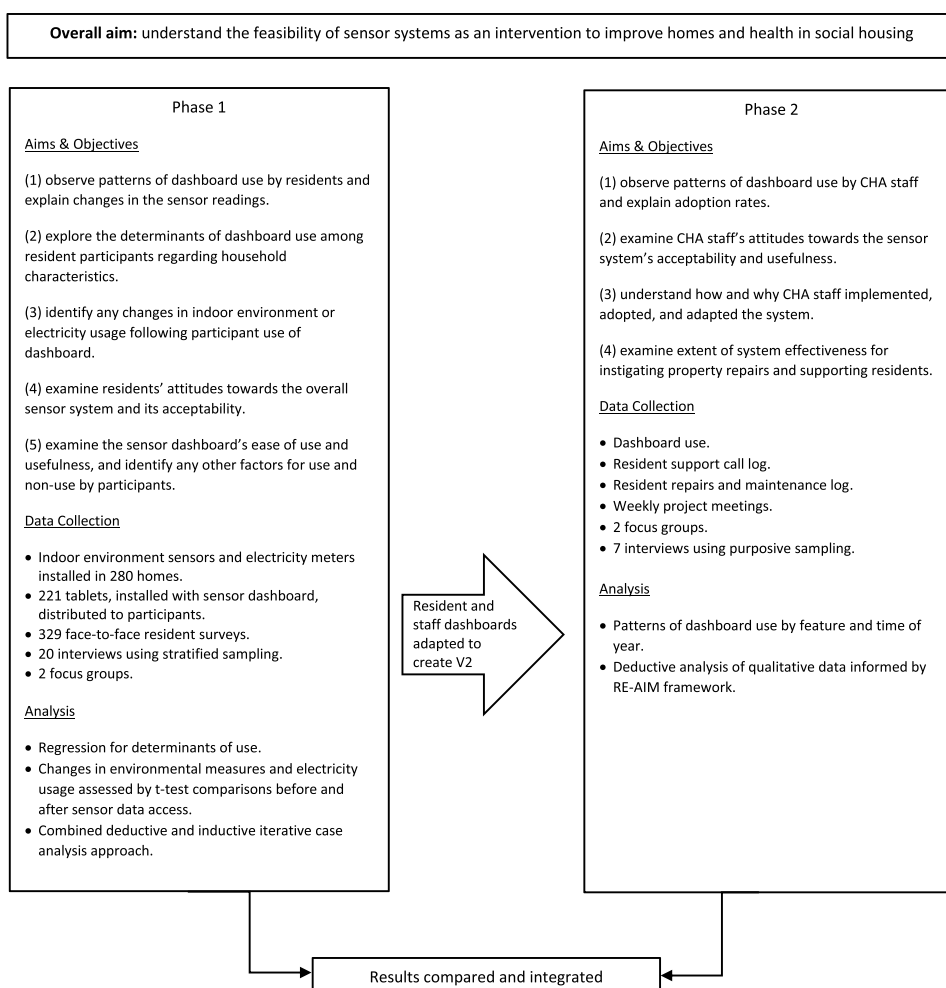 Overall aim: understand the feasibility of sensor systems as an intervention to improve homes and health in social housing
Phase 1
Aims & Objectives
(1) observe patterns of dashboard use by residents and
explain changes in the sensor readings.
(2) explore the determinants of dashboard use among
resident participants regarding household
characteristics.
(3) identify any changes in indoor environment or
electricity usage following participant use of
dashboard.
(4) examine residents’ attitudes towards the overall
sensor system and its acceptability.
(5) examine the sensor dashboard’s ease of use and
usefulness, and identify any other factors for use and
non-use by participants.
Data Collection
• Indoor environment sensors and electricity meters
installed in 280 homes.
• 221 tablets, installed with sensor dashboard,
distributed to participants.
• 329 face-to-face resident surveys.
• 20 interviews using stratified sampling.
• 2 focus groups.
Analysis
• Regression for determinants of use.
• Changes in environmental measures and electricity
usage assessed by t-test comparisons before and
after sensor data access.
• Combined deductive and inductive iterative case
analysis approach.
Resident and
staff dashboards
adapted to
create V2
Phase 2
Aims & Objectives
(1) observe patterns of dashboard use by CHA staff
and explain adoption rates.
(2) examine CHA staff’s attitudes towards the sensor
system’s acceptability and usefulness.
(3) understand how and why CHA staff implemented,
adopted, and adapted the system.
(4) examine extent of system effectiveness for
instigating property repairs and supporting residents.
Data Collection
• Dashboard use.
• Resident support call log.
• Resident repairs and maintenance log.
• Weekly project meetings.
• 2 focus groups.
• 7 interviews using purposive sampling.
Analysis
• Patterns of dashboard use by feature and time of
year.
• Deductive analysis of qualitative data informed by
RE-AIM framework.
Results compared and integrated